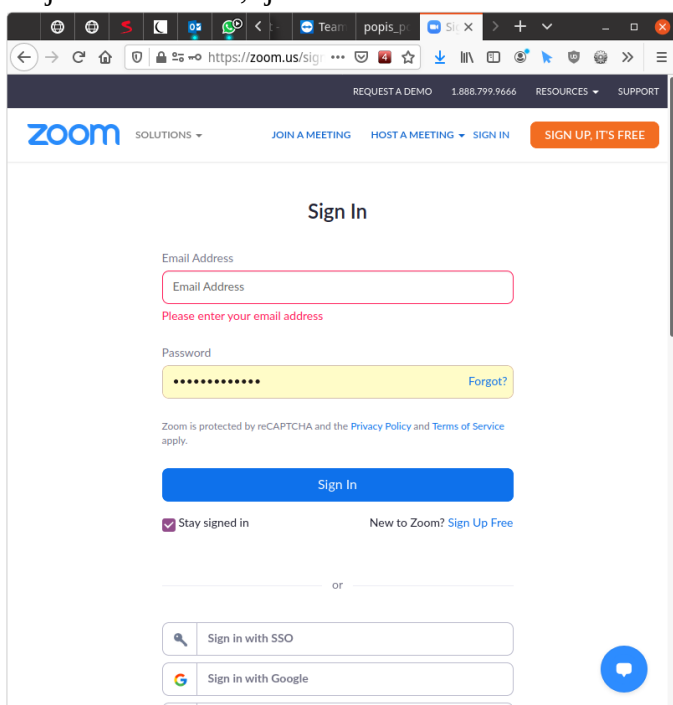 Team popis_po Sig
https://zoom.us/sign
REQUEST A DEMO 1.888.799.9666 RESOURCES SUPPORT
zoom SOLUTIONS JOIN A MEETING HOST A MEETING SIGN IN SIGN UP, IT'S FREE
Sign In
Email Address
Email Address
Please enter your email address
Password
Forgot?
Zoom is protected by reCAPTCHA and the Privacy Policy and Terms of Service
apply.
Sign In
Stay signed in New to Zoom? Sign Up Free
or
Sign in with SSO
Sign in with Google